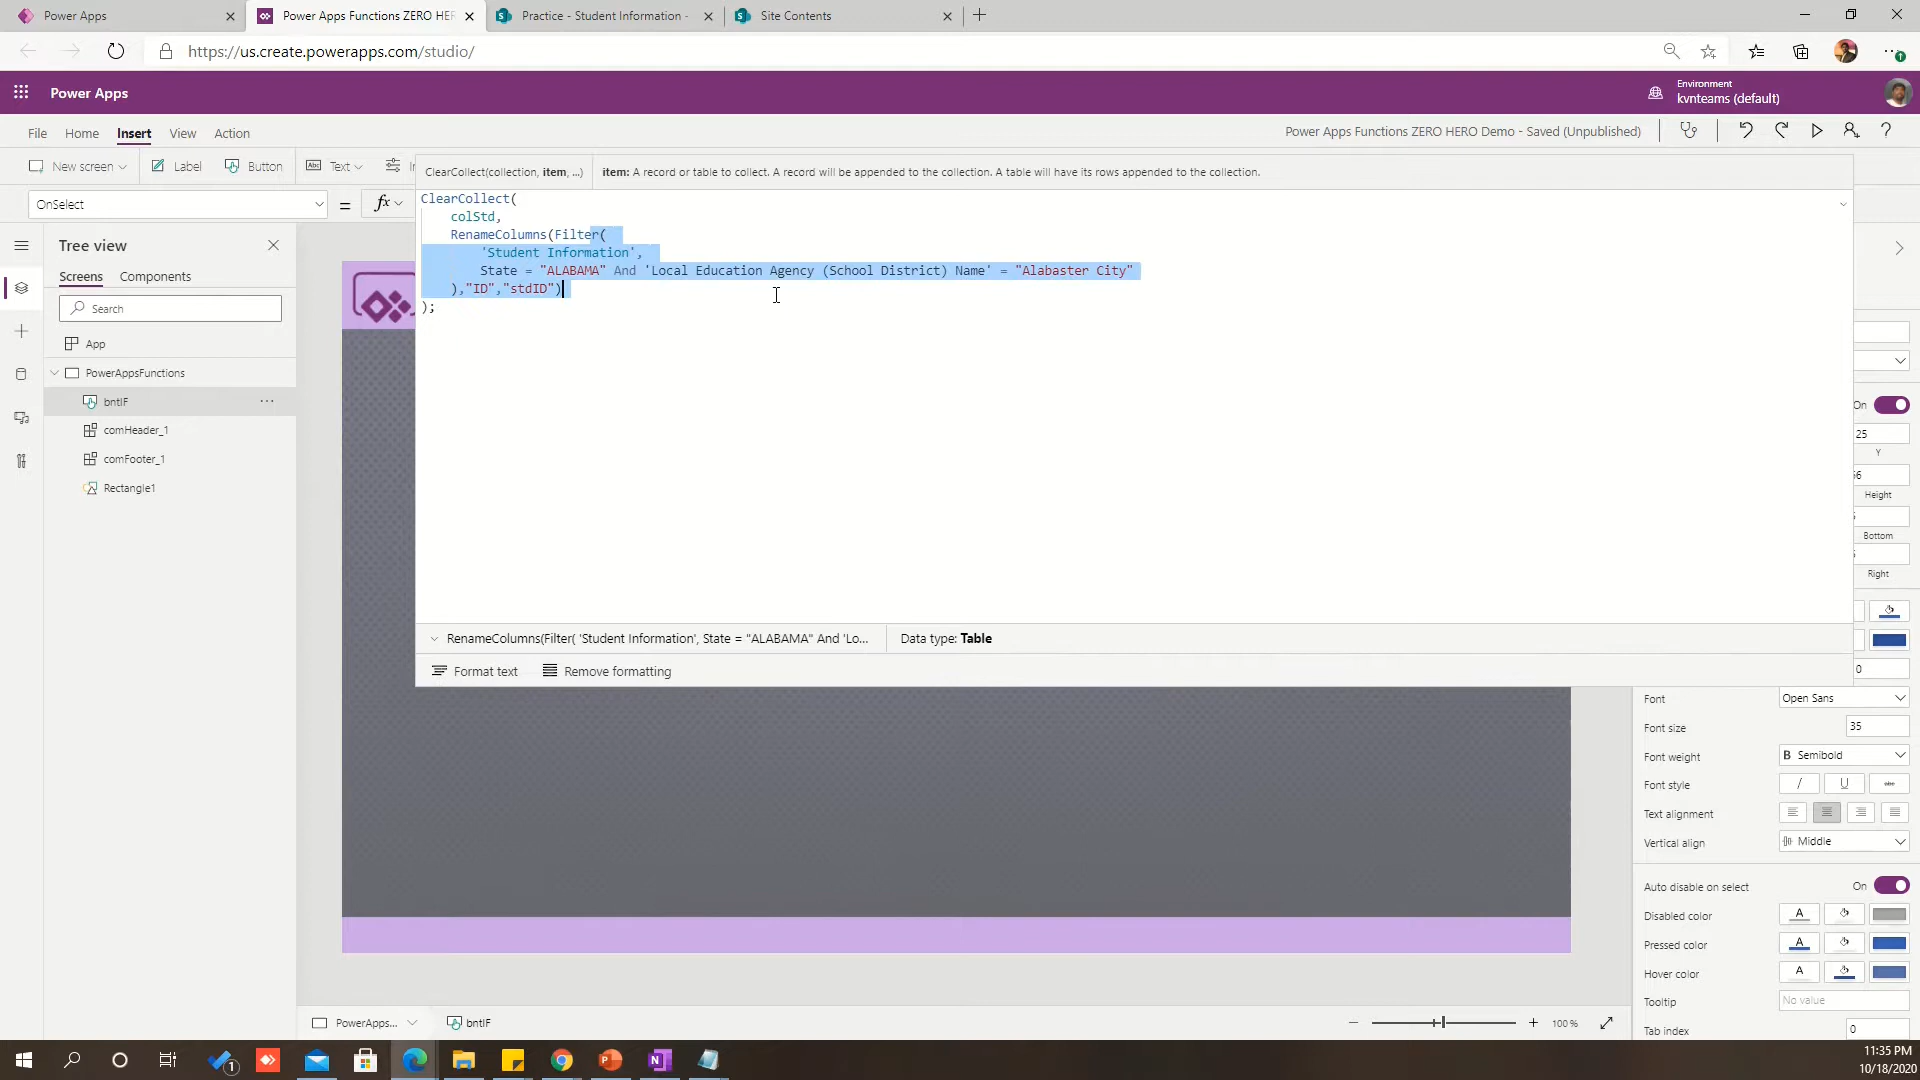 Power Apps
Power Apps Functions ZERO HER
Practice - Student Information -
Site Contents
https://us.create.powerapps.com/studio/
Power Apps
Environment
kvnteams (default)
File Home Insert View Action
Power Apps Functions ZERO HERO Demo - Saved (Unpublished)
New screen Label Button Text
ClearCollect(collection, item, ...)
item: A record or table to collect. A record will be appended to the collection. A table will have its rows appended to the collection.
OnSelect = fx
ClearCollect(
colStd,
RenameColumns(Filter(
'Student Information',
State = "ALABAMA" And 'Local Education Agency (School District) Name' = "Alabaster City"
),"ID","stdID")
);
Tree view
Screens Components
Search
App
PowerAppsFunctions
bntIF
comHeader_1
comFooter_1
Rectangle1
RenameColumns(Filter( 'Student Information', State = "ALABAMA" And 'Lo...
Data type: Table
Format text Remove formatting
On
25
Y
Height
Bottom
Right
0
Font Open Sans
Font size 35
Font weight B Semibold
Font style / U abc
Text alignment
Vertical align Middle
Auto disable on select On
Disabled color A
Pressed color A
Hover color A
Tooltip No value
Tab index 0
PowerApps... bntIF
100 %
1
11:35 PM
10/18/2020